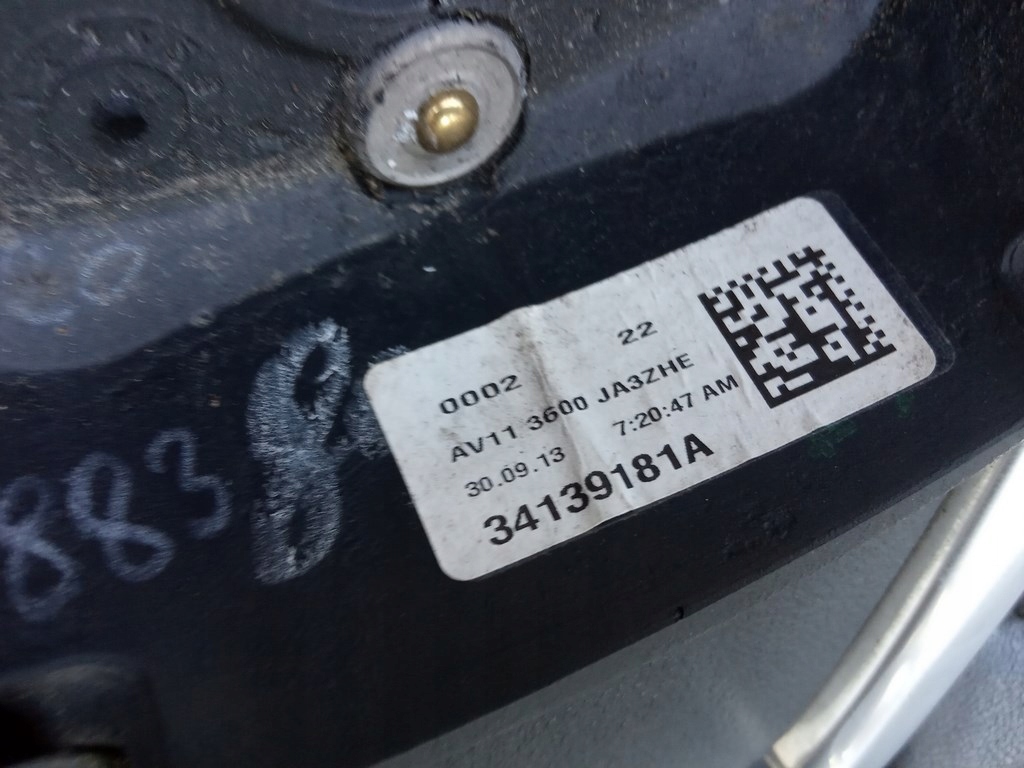 0002 22
AV11 3600 JA3ZHE
30.09.13 7:20:47 AM
34139181A
883